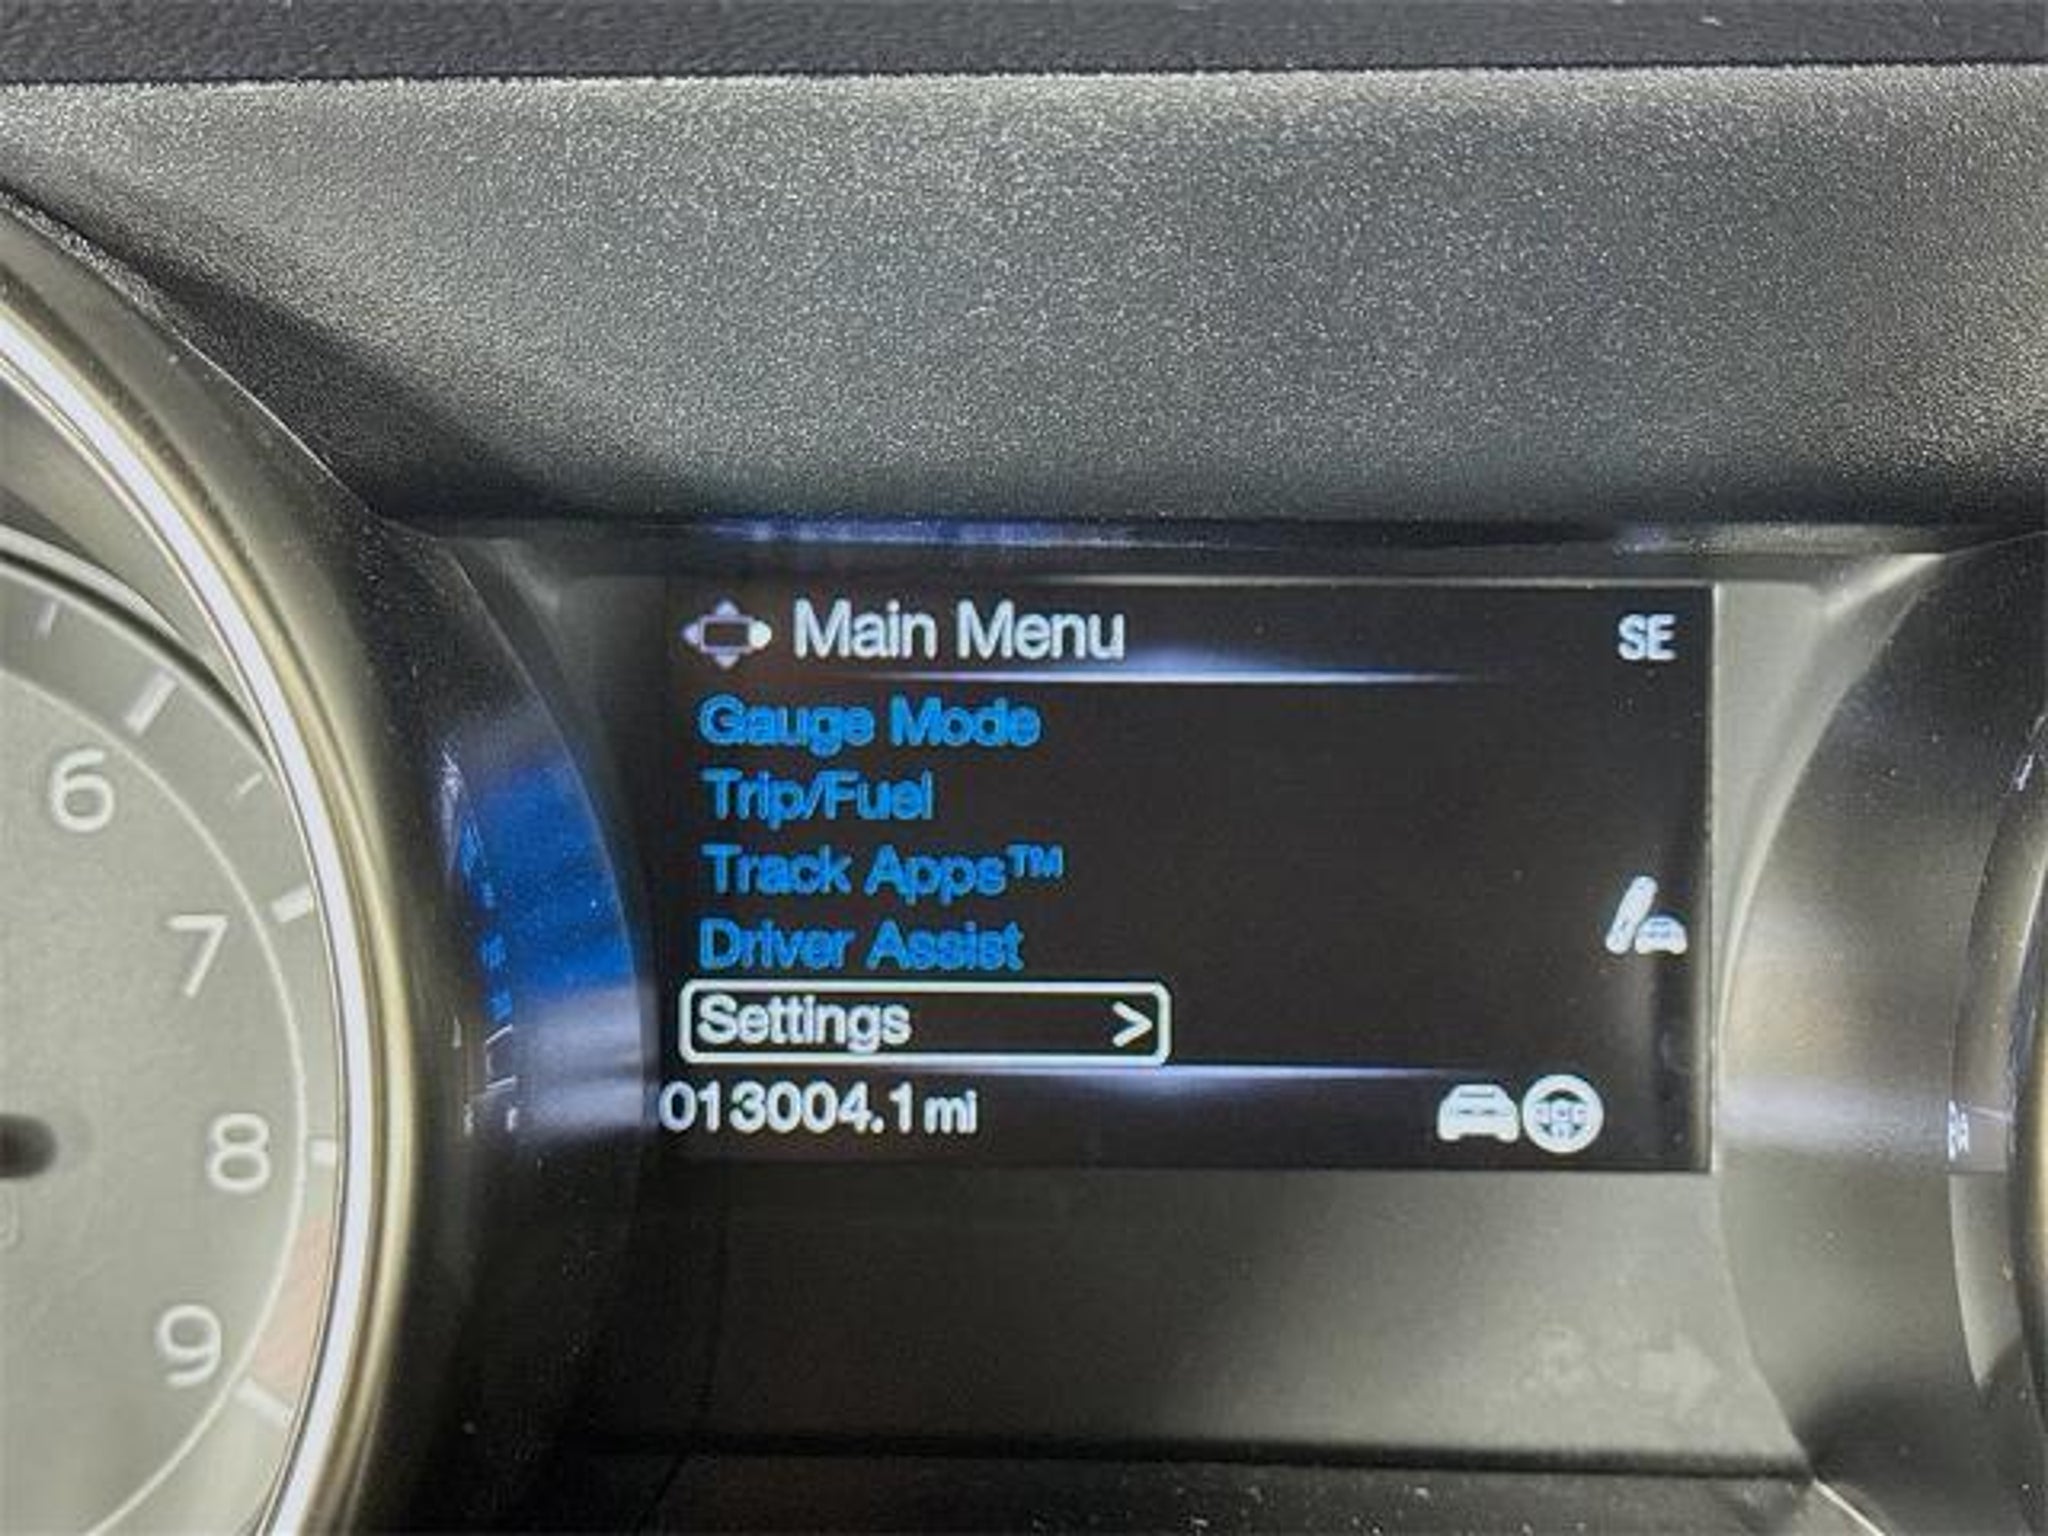 Main Menu
SE
Gauge Mode
Trip/Fuel
Track Apps™
Driver Assist
Settings >
013004.1 mi
6
7
8
9